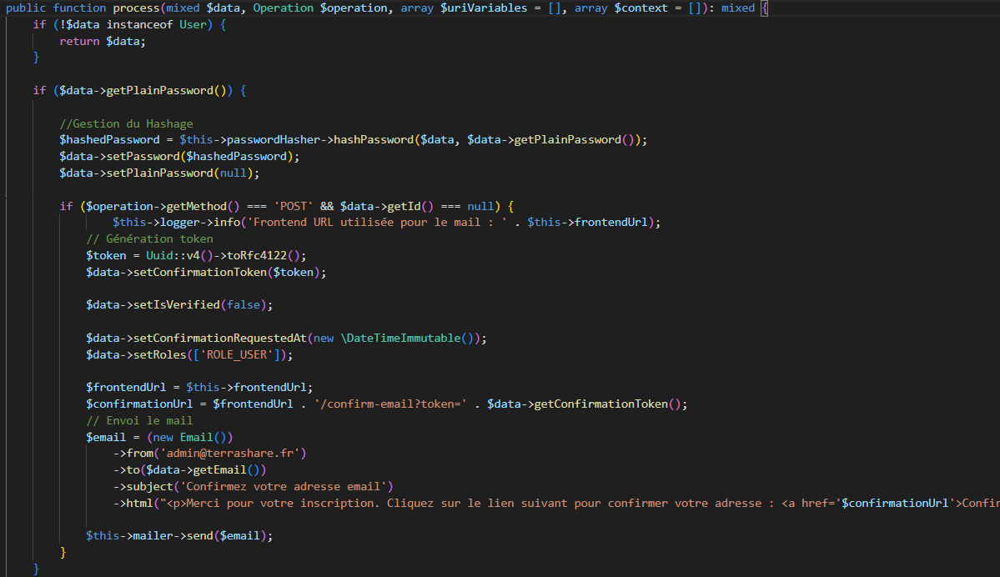 public function process(mixed $data, Operation $operation, array $uriVariables = [], array $context = []): mixed {
if (!$data instanceof User) {
return $data;
}
if ($data->getPlainPassword()) {
//Gestion du Hashage
$hashedPassword = $this->passwordHasher->hashPassword($data, $data->getPlainPassword());
$data->setPassword($hashedPassword);
$data->setPlainPassword(null);
if ($operation->getMethod() === 'POST' && $data->getId() === null) {
$this->logger->info('Frontend URL utilisée pour le mail : ' . $this->frontendUrl);
// Génération token
$token = Uuid::v4()->toRfc4122();
$data->setConfirmationToken($token);
$data->setIsVerified(false);
$data->setConfirmationRequestedAt(new \DateTimeImmutable());
$data->setRoles(['ROLE_USER']);
$frontendUrl = $this->frontendUrl;
$confirmationUrl = $frontendUrl . '/confirm-email?token=' . $data->getConfirmationToken();
// Envoi le mail
$email = (new Email())
->from('admin@terrashare.fr')
->to($data->getEmail())
->subject('Confirmez votre adresse email')
->html("<p>Merci pour votre inscription. Cliquez sur le lien suivant pour confirmer votre adresse : <a href='$confirmationUrl'>Confir
$this->mailer->send($email);
}
}